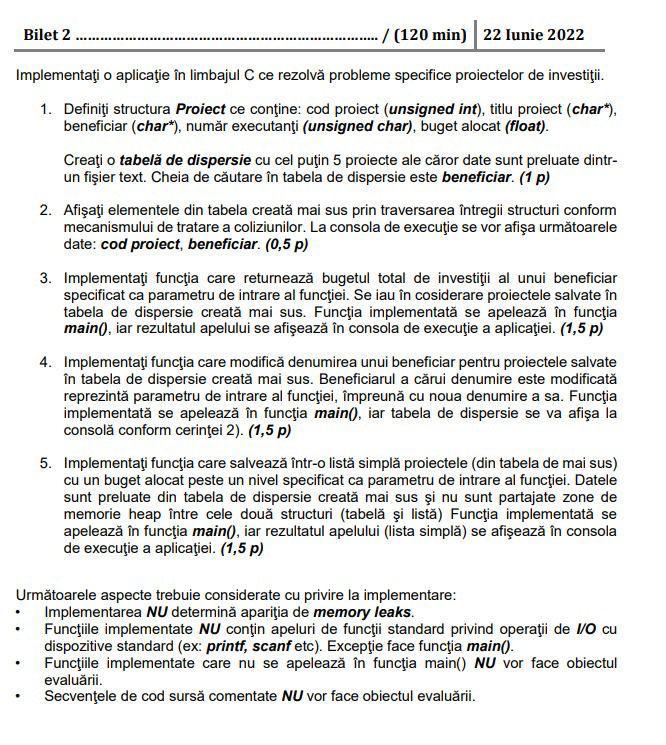 Bilet 2 ........................................................................ / (120 min) 22 Iunie 2022
Implementaţi o aplicaţie în limbajul C ce rezolvă probleme specifice proiectelor de investiţii.
1. Definiţi structura Proiect ce conţine: cod proiect (unsigned int), titlu proiect (char*),
beneficiar (char*), număr executanţi (unsigned char), buget alocat (float).
Creaţi o tabelă de dispersie cu cel puţin 5 proiecte ale căror date sunt preluate dintr-
un fişier text. Cheia de căutare în tabela de dispersie este beneficiar. (1 p)
2. Afişaţi elementele din tabela creată mai sus prin traversarea întregii structuri conform
mecanismului de tratare a coliziunilor. La consola de execuţie se vor afişa următoarele
date: cod proiect, beneficiar. (0,5 p)
3. Implementaţi funcţia care returnează bugetul total de investiţii al unui beneficiar
specificat ca parametru de intrare al funcţiei. Se iau în cosiderare proiectele salvate în
tabela de dispersie creată mai sus. Funcţia implementată se apelează în funcţia
main(), iar rezultatul apelului se afişează în consola de execuţie a aplicaţiei. (1,5 p)
4. Implementaţi funcţia care modifică denumirea unui beneficiar pentru proiectele salvate
în tabela de dispersie creată mai sus. Beneficiarul a cărui denumire este modificată
reprezintă parametru de intrare al funcţiei, împreună cu noua denumire a sa. Funcţia
implementată se apelează în funcţia main(), iar tabela de dispersie se va afişa la
consolă conform cerinţei 2). (1,5 p)
5. Implementaţi funcţia care salvează într-o listă simplă proiectele (din tabela de mai sus)
cu un buget alocat peste un nivel specificat ca parametru de intrare al funcţiei. Datele
sunt preluate din tabela de dispersie creată mai sus şi nu sunt partajate zone de
memorie heap între cele două structuri (tabelă şi listă) Funcţia implementată se
apelează în funcţia main(), iar rezultatul apelului (lista simplă) se afişează în consola
de execuţie a aplicaţiei. (1,5 p)
Următoarele aspecte trebuie considerate cu privire la implementare:
• Implementarea NU determină apariţia de memory leaks.
• Funcţiile implementate NU conţin apeluri de funcţii standard privind operaţii de I/O cu
dispozitive standard (ex: printf, scanf etc). Excepţie face funcţia main().
• Funcţiile implementate care nu se apelează în funcţia main() NU vor face obiectul
evaluării.
• Secvenţele de cod sursă comentate NU vor face obiectul evaluării.